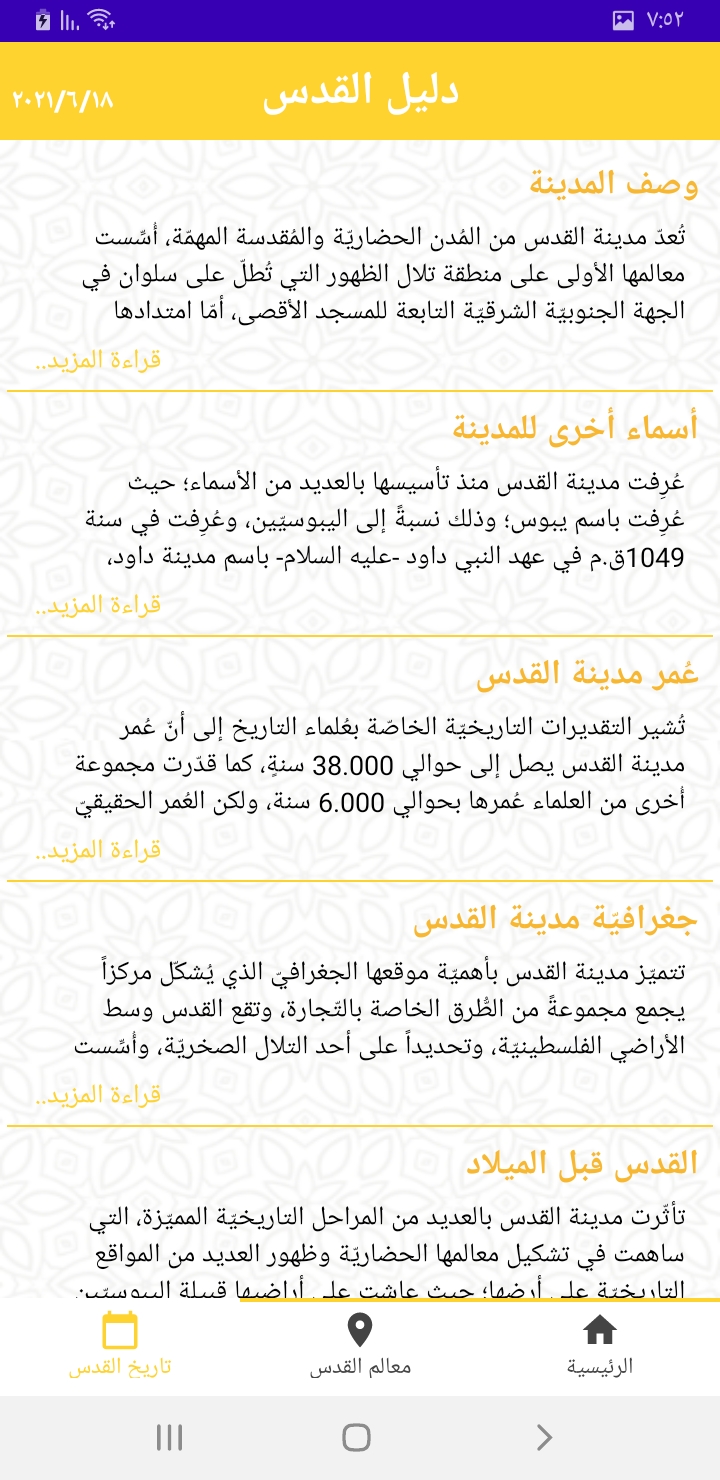 ٧:٥٢
دليل القدس
٢٠٢١/٦/١٨
وصف المدينة
تُعدّ مدينة القدس من المُدن الحضاريّة والمُقدسة المهمّة، أسِّست
معالمها الأولى على منطقة تلال الظهور التي تُطلّ على سلوان في
الجهة الجنوبيّة الشرقيّة التابعة للمسجد الأقصى، أمّا امتدادها
قراءة المزيد..
أسماء أخرى للمدينة
عُرِفت مدينة القدس منذ تأسيسها بالعديد من الأسماء؛ حيث
عُرِفت باسم يبوس؛ وذلك نسبةً إلى اليبوسيّين، وعُرِفت في سنة
1049ق.م في عهد النبي داود -عليه السلام- باسم مدينة داود،
قراءة المزيد..
عُمر مدينة القدس
تُشير التقديرات التاريخيّة الخاصّة بعُلماء التاريخ إلى أنّ عُمر
مدينة القدس يصل إلى حوالي 38.000 سنةٍ، كما قدّرت مجموعة
أخرى من العلماء عُمرها بحوالي 6.000 سنة، ولكن العُمر الحقيقيّ
قراءة المزيد..
جغرافيّة مدينة القدس
تتميّز مدينة القدس بأهميّة موقعها الجغرافيّ الذي يُشكّل مركزاً
يجمع مجموعةً من الطُّرق الخاصة بالتّجارة، وتقع القدس وسط
الأراضي الفلسطينيّة، وتحديداً على أحد التلال الصخريّة، وأُسِّست
قراءة المزيد..
القدس قبل الميلاد
تأثّرت مدينة القدس بالعديد من المراحل التاريخيّة المميّزة، التي
ساهمت في تشكيل معالمها الحضاريّة وظهور العديد من المواقع
التاريخيّة على أرضها؛ حيث عاشت على أراضيها قبيلة اليبوسيّين
الرئيسية
معالم القدس
تاريخ القدس